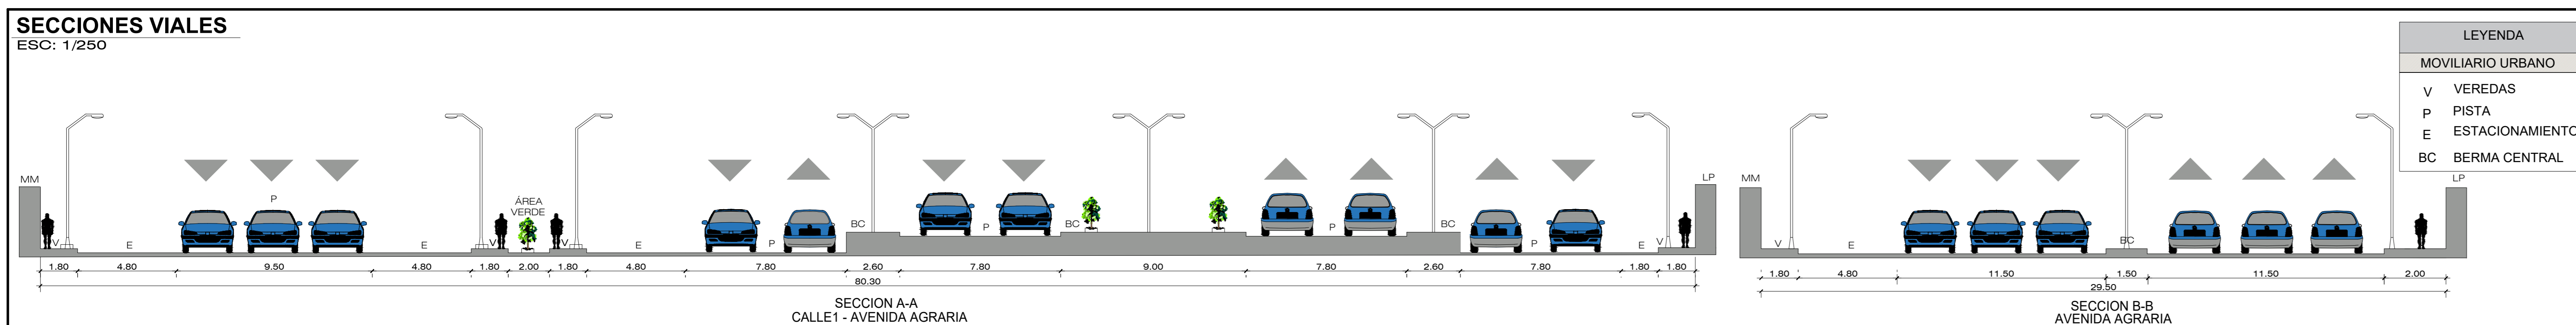 SECCIONES VIALES
ESC: 1/250
MM
V
E
P
E
V
ÁREA
VERDE
V
E
P
BC
P
BC
P
BC
P
E
V
LP
1.80 4.80 9.50 4.80 1.80 2.00 1.80 4.80 7.80 2.60 7.80 9.00 7.80 2.60 7.80 1.80 1.80
80.30
SECCION A-A
CALLE1 - AVENIDA AGRARIA
MM
V
E
BC
LP
1.80 4.80 11.50 1.50 11.50 2.00
29.50
SECCION B-B
AVENIDA AGRARIA
LEYENDA
MOVILIARIO URBANO
V VEREDAS
P PISTA
E ESTACIONAMIENTO
BC BERMA CENTRAL